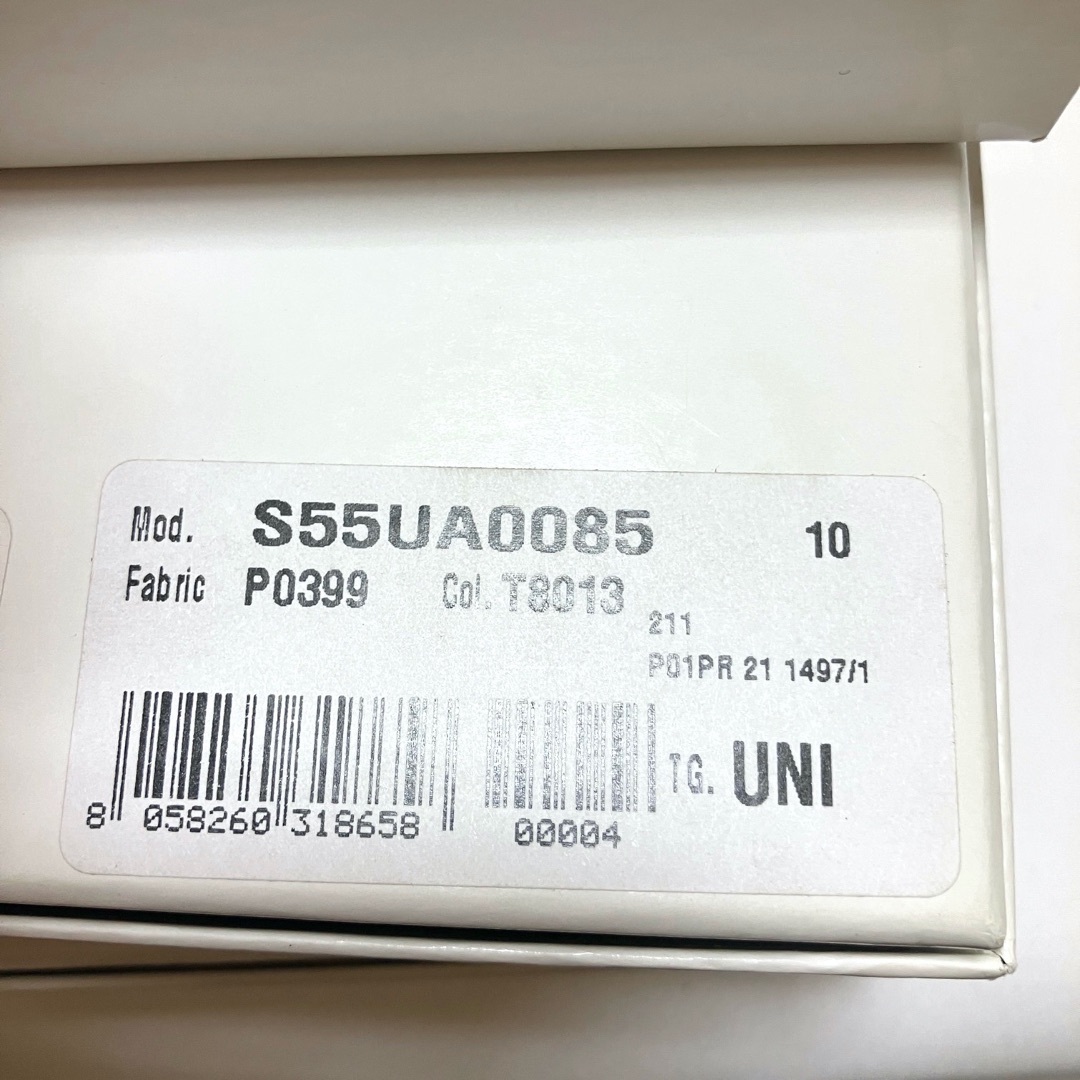 Mod. S55UA0085 10
Fabric P0399 Col. T8013
211
P01PR 21 1497/1
TG. UNI
8 058260 318658 00004